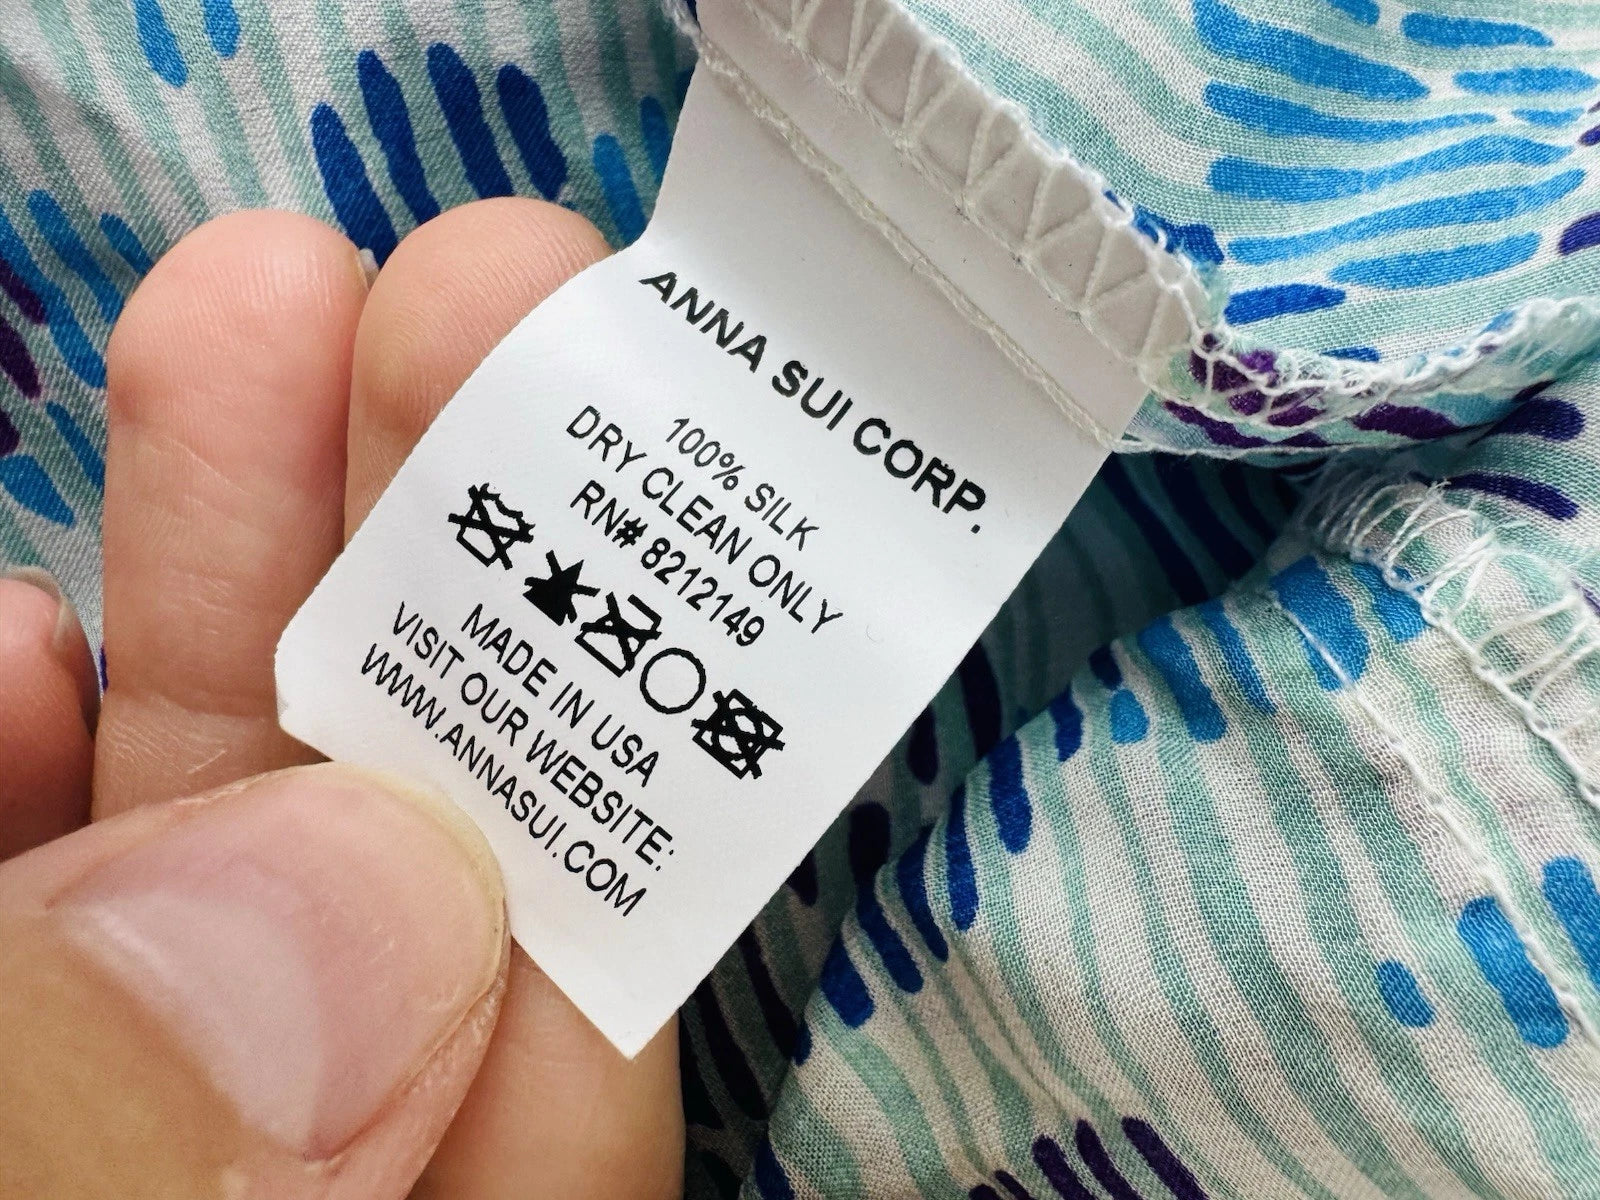 ANNA SUI CORP.
100% SILK
DRY CLEAN ONLY
RN# 8212149
MADE IN USA
VISIT OUR WEBSITE:
WWW.ANNASUI.COM